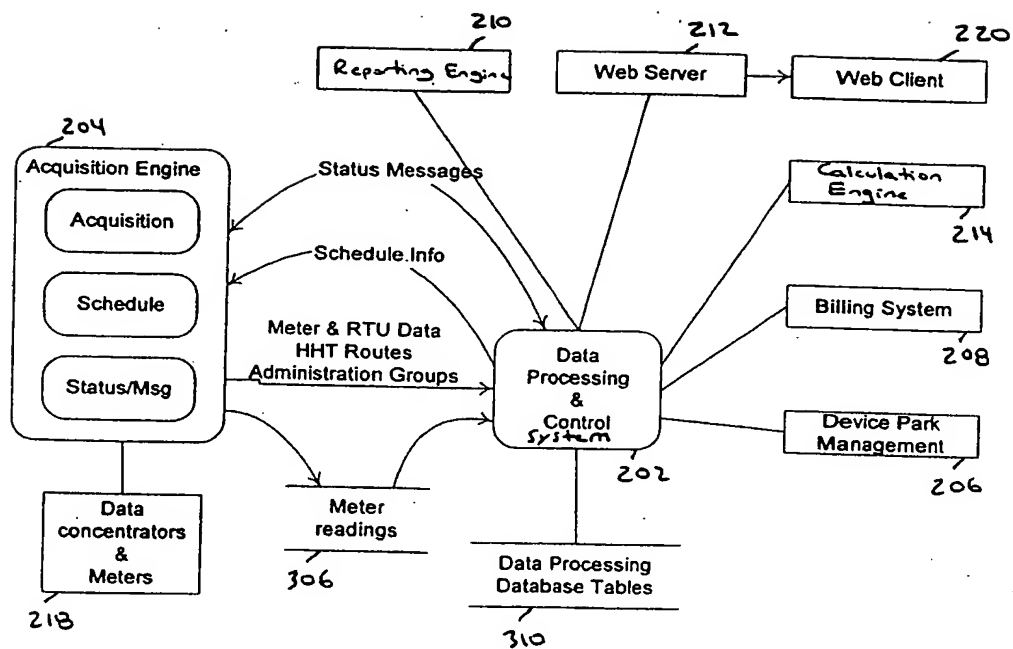 210
212
220
Reporting Engine
Web Server
Web Client
204
Acquisition Engine
Status Messages
Calculation
Engine
214
Acquisition
Schedule.Info
Schedule
Meter & RTU Data
HHT Routes
Administration Groups
Billing System
208
Status/Msg
Data
Processing
&
Control
System
202
Device Park
Management
206
Data
concentrators
&
Meters
218
Meter
readings
306
Data Processing
Database Tables
310